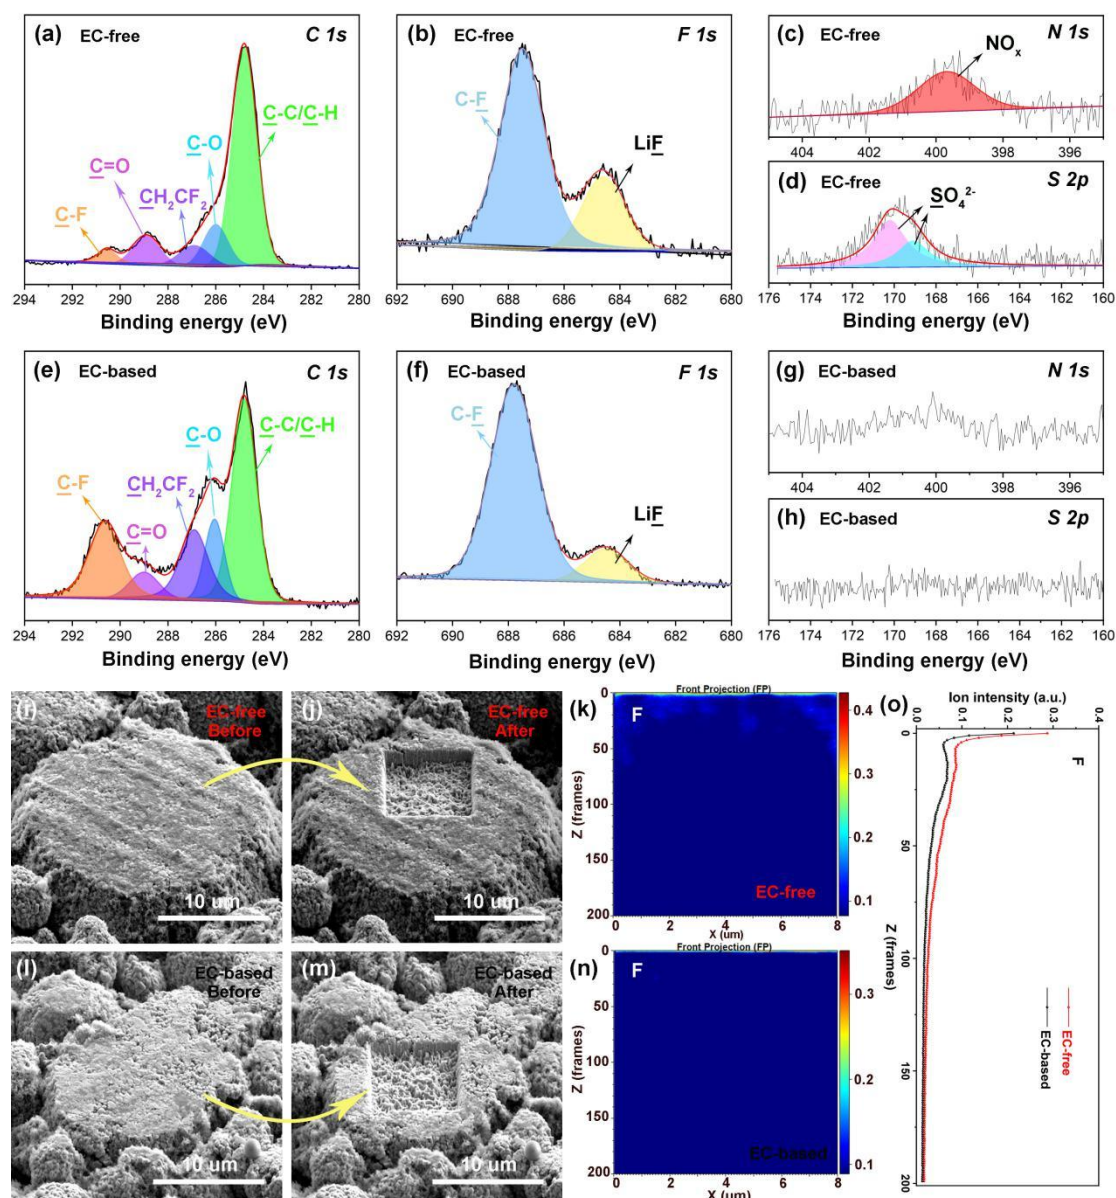 (a) EC-free C 1s
C-F
C=O
CH₂CF₂
C-O
C-C/C-H
294 292 290 288 286 284 282 280
Binding energy (eV)
(b) EC-free F 1s
C-F
LiF
692 690 688 686 684 682 680
Binding energy (eV)
(c) EC-free N 1s
NOₓ
404 402 400 398 396
(d) EC-free S 2p
SO₄²⁻
176 174 172 170 168 166 164 162 160
Binding energy (eV)
(e) EC-based C 1s
C-F
C=O
CH₂CF₂
C-O
C-C/C-H
294 292 290 288 286 284 282 280
Binding energy (eV)
(f) EC-based F 1s
C-F
LiF
692 690 688 686 684 682 680
Binding energy (eV)
(g) EC-based N 1s
404 402 400 398 396
(h) EC-based S 2p
176 174 172 170 168 166 164 162 160
Binding energy (eV)
(i) EC-free
Before
10 um
(j) EC-free
After
10 um
(k) Front Projection (FP)
F
EC-free
0
50
100
150
200
Z (frames)
0 2 4 6 8
X (um)
0.4
0.3
0.2
0.1
(l) EC-based
Before
10 um
(m) EC-based
After
10 um
(n) Front Projection (FP)
F
EC-based
0
50
100
150
200
Z (frames)
0 2 4 6 8
X (um)
0.3
0.2
0.1
(o) Ion intensity (a.u.)
0.0 0.1 0.2 0.3 0.4
F
0
50
100
150
200
Z (frames)
EC-based
EC-free